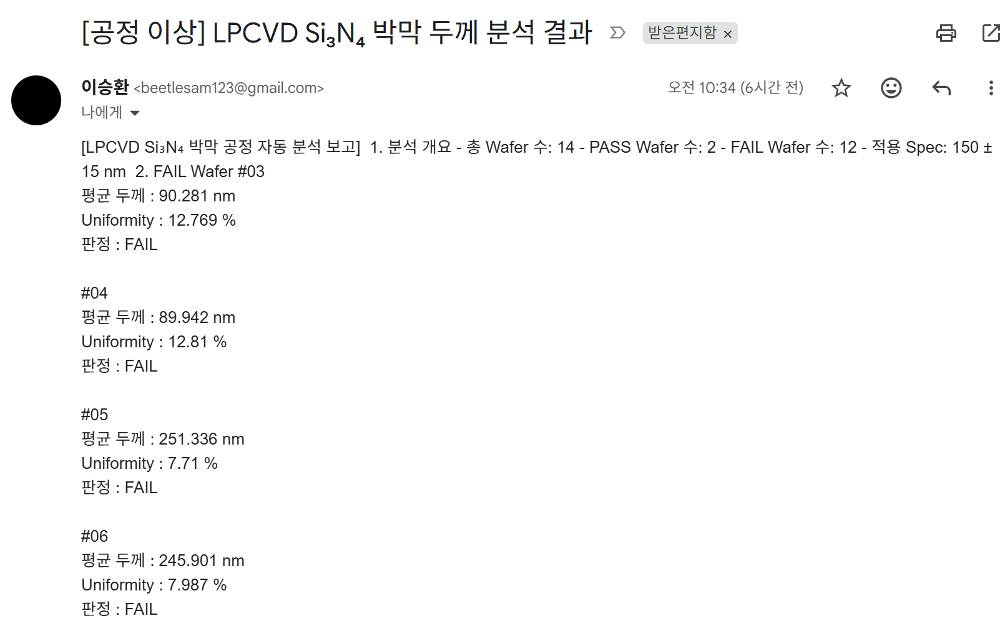 [공정 이상] LPCVD Si₃N₄ 박막 두께 분석 결과
받은편지함 ×
이승환 <beetlesam123@gmail.com>
오전 10:34 (6시간 전)
나에게
[LPCVD Si₃N₄ 박막 공정 자동 분석 보고]  1. 분석 개요 - 총 Wafer 수: 14 - PASS Wafer 수: 2 - FAIL Wafer 수: 12 - 적용 Spec: 150 ±
15 nm  2. FAIL Wafer #03
평균 두께 : 90.281 nm
Uniformity : 12.769 %
판정 : FAIL
#04
평균 두께 : 89.942 nm
Uniformity : 12.81 %
판정 : FAIL
#05
평균 두께 : 251.336 nm
Uniformity : 7.71 %
판정 : FAIL
#06
평균 두께 : 245.901 nm
Uniformity : 7.987 %
판정 : FAIL